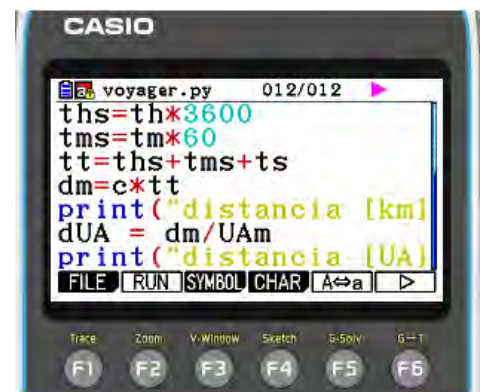 CASIO
voyager.py 012/012
ths=th*3600
tms=tm*60
tt=ths+tms+ts
dm=c*tt
print("distancia [km]
dUA = dm/UAm
print("distancia [UA]
FILE RUN SYMBOL CHAR A⇔a ▷
Trace Zoom V-Window Sketch G-Solv G↔T
F1 F2 F3 F4 F5 F6